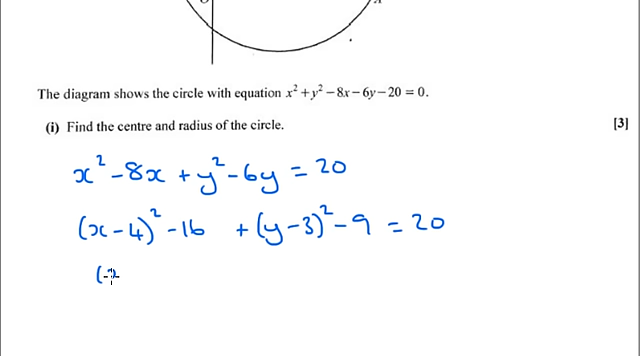 The diagram shows the circle with equation x² + y² − 8x − 6y − 20 = 0.
(i) Find the centre and radius of the circle. [3]
x² − 8x + y² − 6y = 20
(x − 4)² − 16 + (y − 3)² − 9 = 20
(